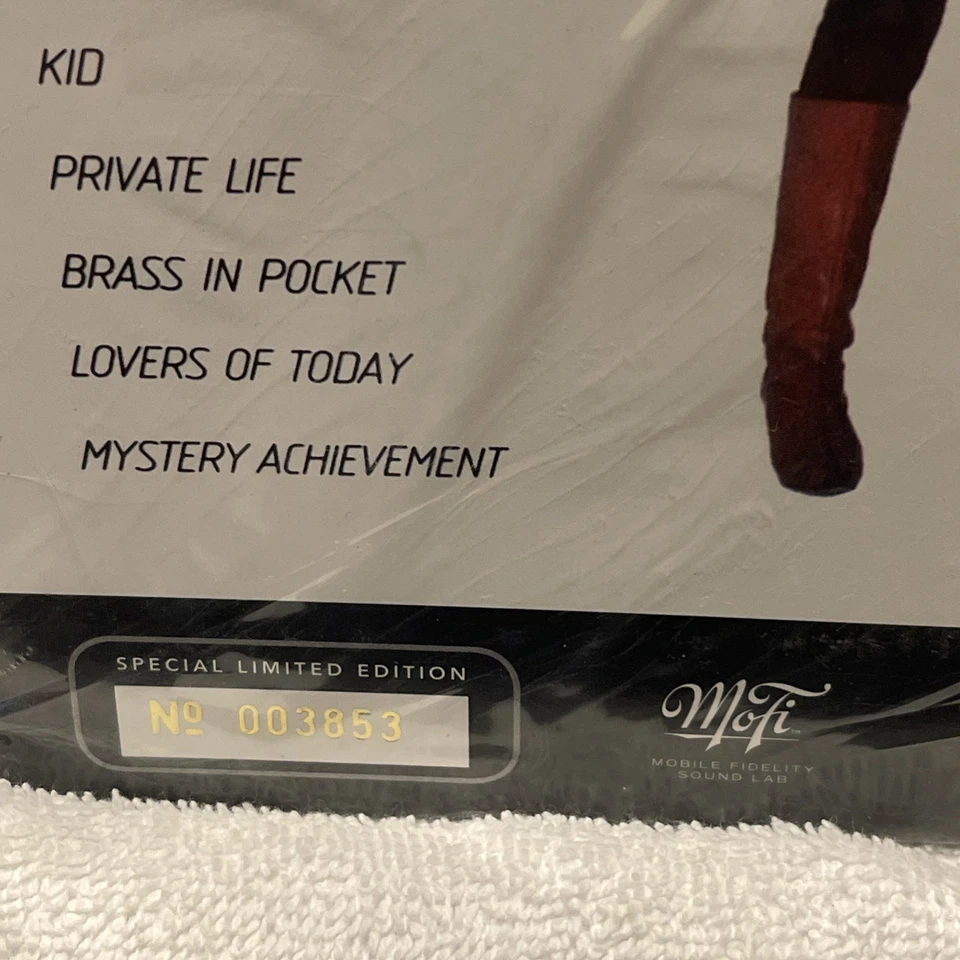 KID
PRIVATE LIFE
BRASS IN POCKET
LOVERS OF TODAY
MYSTERY ACHIEVEMENT
SPECIAL LIMITED EDITION
Nº 003853
MoFi
MOBILE FIDELITY
SOUND LAB